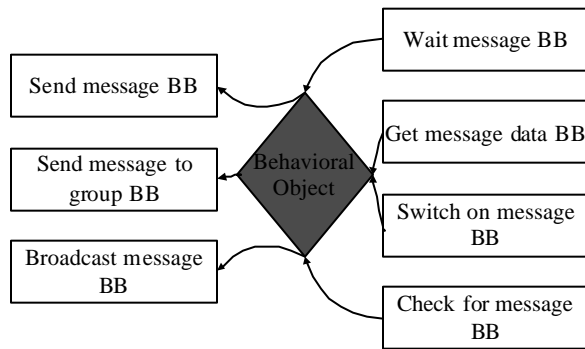 Send message BB
Send message to
group BB
Broadcast message
BB
Behavioral
Object
Wait message BB
Get message data BB
Switch on message
BB
Check for message
BB